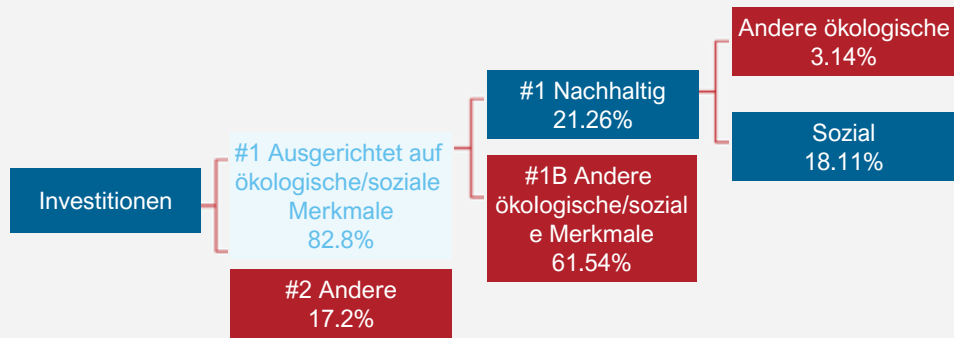 Investitionen
#1 Ausgerichtet auf
ökologische/soziale
Merkmale
82.8%
#2 Andere
17.2%
#1 Nachhaltig
21.26%
#1B Andere
ökologische/sozial
e Merkmale
61.54%
Andere ökologische
3.14%
Sozial
18.11%